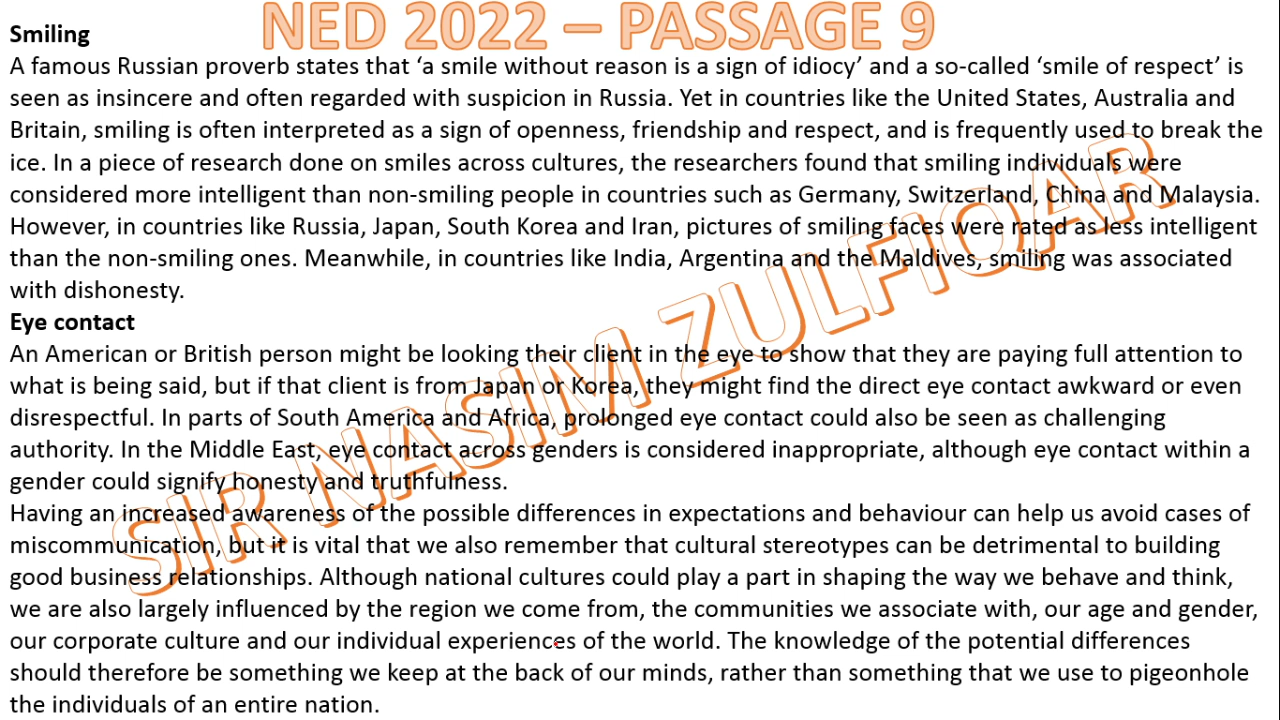 NED 2022 – PASSAGE 9
Smiling
A famous Russian proverb states that ‘a smile without reason is a sign of idiocy’ and a so-called ‘smile of respect’ is
seen as insincere and often regarded with suspicion in Russia. Yet in countries like the United States, Australia and
Britain, smiling is often interpreted as a sign of openness, friendship and respect, and is frequently used to break the
ice. In a piece of research done on smiles across cultures, the researchers found that smiling individuals were
considered more intelligent than non-smiling people in countries such as Germany, Switzerland, China and Malaysia.
However, in countries like Russia, Japan, South Korea and Iran, pictures of smiling faces were rated as less intelligent
than the non-smiling ones. Meanwhile, in countries like India, Argentina and the Maldives, smiling was associated
with dishonesty.
Eye contact
An American or British person might be looking their client in the eye to show that they are paying full attention to
what is being said, but if that client is from Japan or Korea, they might find the direct eye contact awkward or even
disrespectful. In parts of South America and Africa, prolonged eye contact could also be seen as challenging
authority. In the Middle East, eye contact across genders is considered inappropriate, although eye contact within a
gender could signify honesty and truthfulness.
Having an increased awareness of the possible differences in expectations and behaviour can help us avoid cases of
miscommunication, but it is vital that we also remember that cultural stereotypes can be detrimental to building
good business relationships. Although national cultures could play a part in shaping the way we behave and think,
we are also largely influenced by the region we come from, the communities we associate with, our age and gender,
our corporate culture and our individual experiences of the world. The knowledge of the potential differences
should therefore be something we keep at the back of our minds, rather than something that we use to pigeonhole
the individuals of an entire nation.
SIR NASIM ZULFIQAR